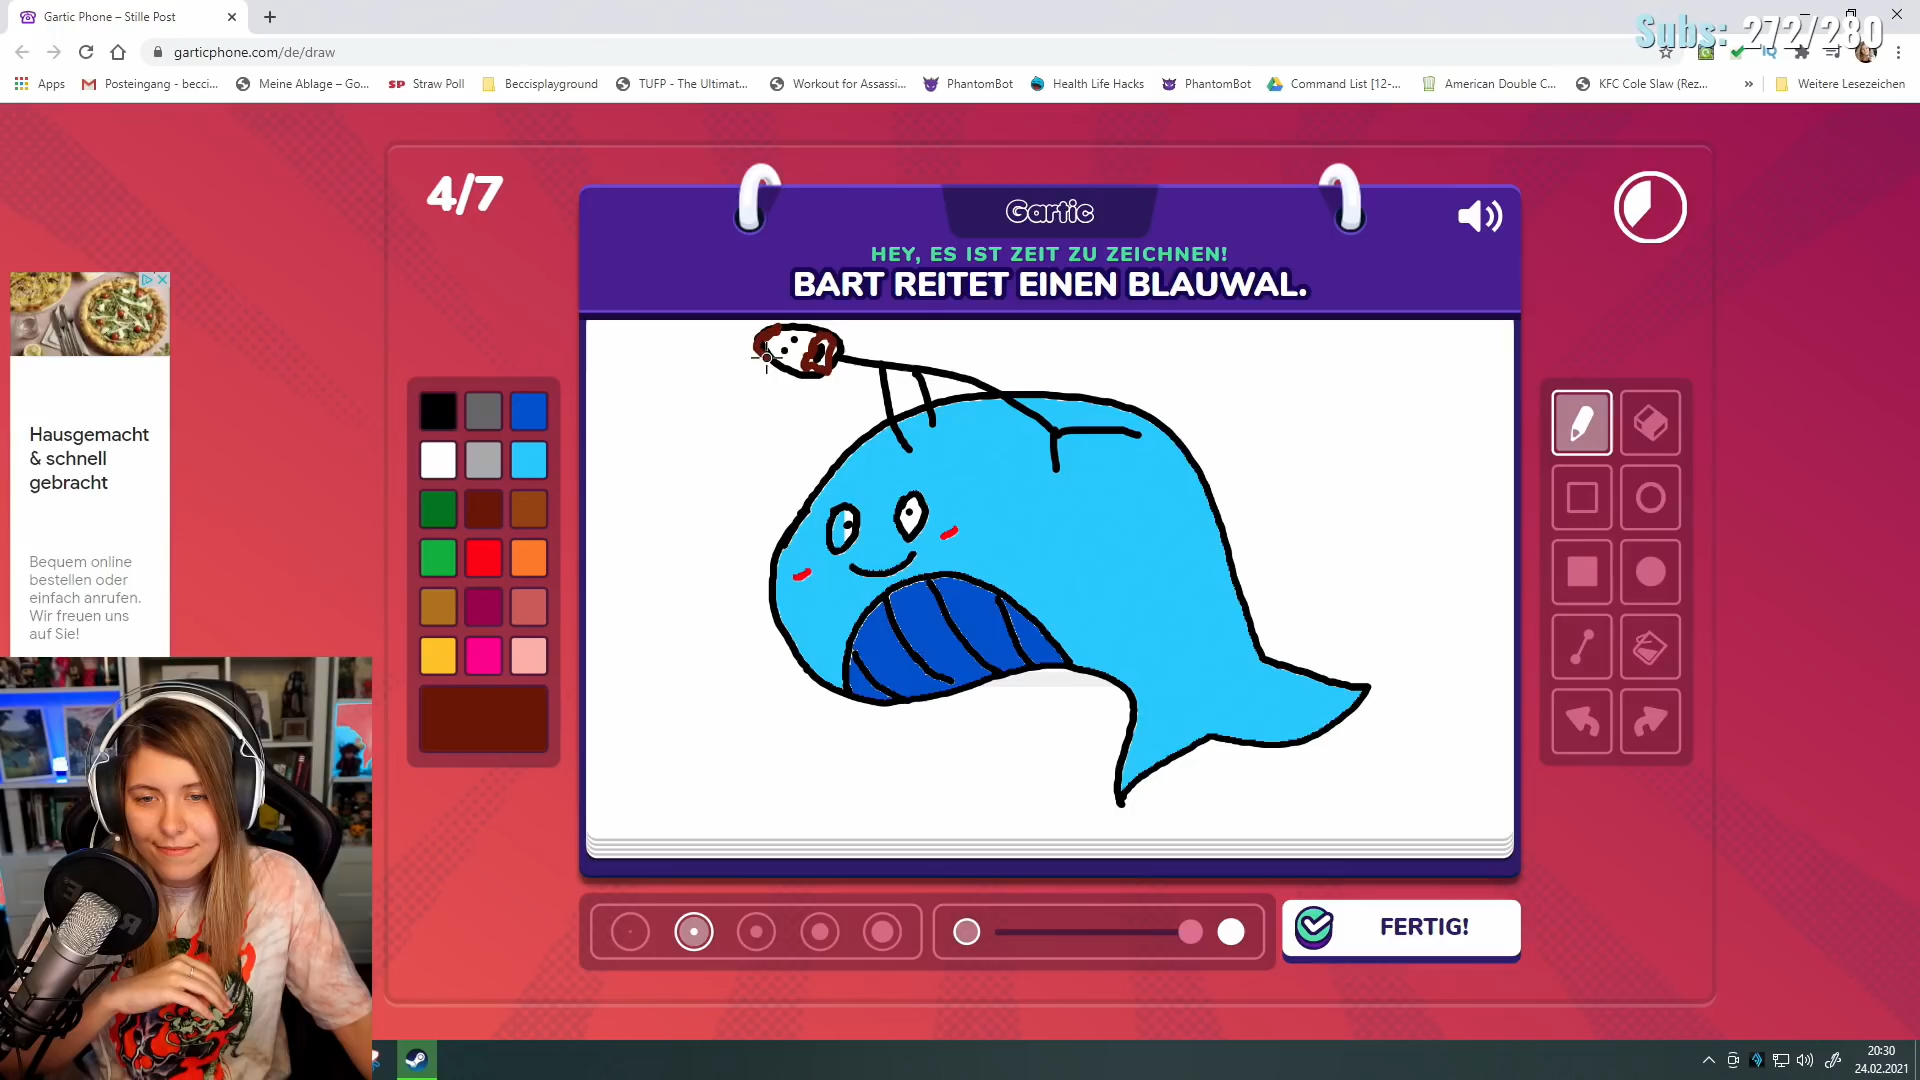 Gartic Phone – Stille Post
Subs: 272/280
garticphone.com/de/draw
Apps
Posteingang - becci...
Meine Ablage – Go...
SP Straw Poll
Beccisplayground
TUFP - The Ultimat...
Workout for Assassi...
PhantomBot
Health Life Hacks
PhantomBot
Command List [12-...
American Double C...
KFC Cole Slaw (Rez...
»
Weitere Lesezeichen
4/7
Gartic
HEY, ES IST ZEIT ZU ZEICHNEN!
BART REITET EINEN BLAUWAL.
Hausgemacht
& schnell
gebracht
Bequem online
bestellen oder
einfach anrufen.
Wir freuen uns
auf Sie!
FERTIG!
20:30
24.02.2021